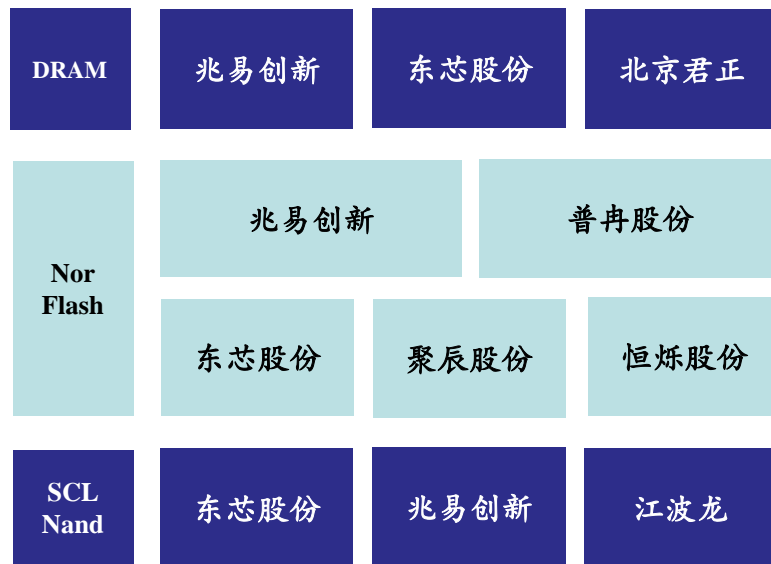 DRAM
兆易创新
东芯股份
北京君正
兆易创新
普冉股份
Nor
Flash
东芯股份
聚辰股份
恒烁股份
SCL
Nand
东芯股份
兆易创新
江波龙